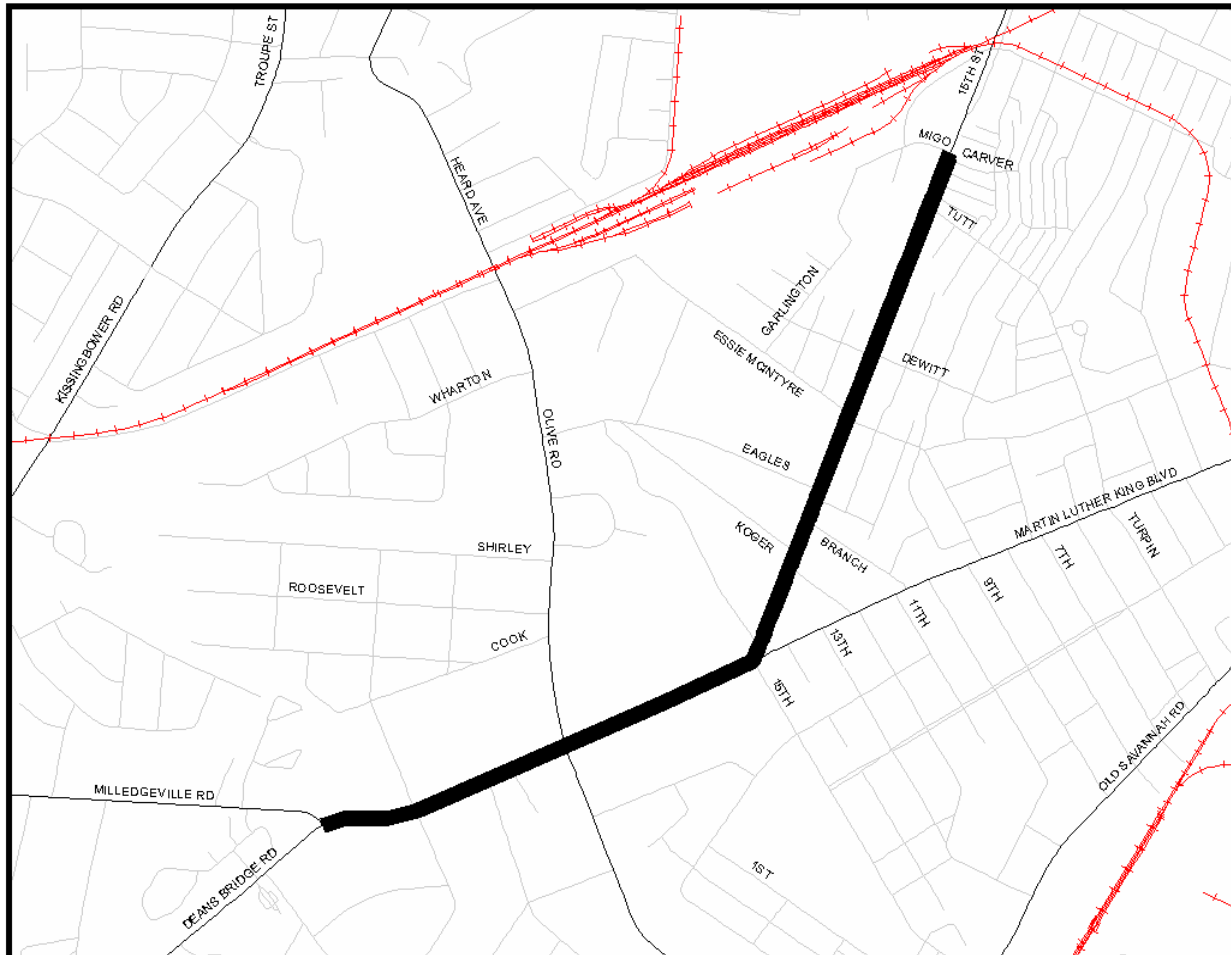 TROUPE ST
15TH ST
MIGO
CARVER
HEARD AVE
TUTT
GARLINGTON
KISSINGBOWER RD
ESSIE MCINTYRE
DEWITT
WHARTON
OLIVE RD
EAGLES
MARTIN LUTHER KING BLVD
TURPIN
KOGER
BRANCH
7TH
SHIRLEY
9TH
ROOSEVELT
11TH
COOK
13TH
15TH
OLD SAVANNAH RD
MILLEDGEVILLE RD
1ST
DEANS BRIDGE RD